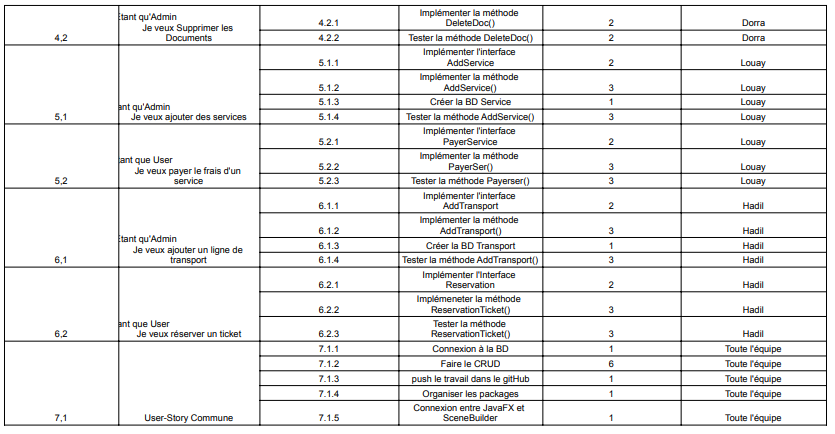 Étant qu'Admin
Je veux Supprimer les
Documents
4,2
4.2.1
Implémenter la méthode
DeleteDoc()
2
Dorra
4.2.2
Tester la méthode DeleteDoc()
2
Dorra
ant qu'Admin
Je veux ajouter des services
5,1
5.1.1
Implémenter l'interface
AddService
2
Louay
5.1.2
Implémenter la méthode
AddService()
3
Louay
5.1.3
Créer la BD Service
1
Louay
5.1.4
Tester la méthode AddService()
3
Louay
ant que User
Je veux payer le frais d'un
service
5,2
5.2.1
Implémenter l'interface
PayerService
2
Louay
5.2.2
Implémenter la méthode
PayerSer()
3
Louay
5.2.3
Tester la méthode Payerser()
3
Louay
Étant qu'Admin
Je veux ajouter un ligne de
transport
6,1
6.1.1
Implémenter l'interface
AddTransport
2
Hadil
6.1.2
Implémenter la méthode
AddTransport()
3
Hadil
6.1.3
Créer la BD Transport
1
Hadil
6.1.4
Tester la méthode AddTransport()
3
Hadil
ant que User
Je veux réserver un ticket
6,2
6.2.1
Implémenter l'Interface
Reservation
2
Hadil
6.2.2
Implémeneter la méthode
ReservationTicket()
3
Hadil
6.2.3
Tester la méthode
ReservationTicket()
3
Hadil
7,1
User-Story Commune
7.1.1
Connexion à la BD
1
Toute l'équipe
7.1.2
Faire le CRUD
6
Toute l'équipe
7.1.3
push le travail dans le gitHub
1
Toute l'équipe
7.1.4
Organiser les packages
1
Toute l'équipe
7.1.5
Connexion entre JavaFX et
SceneBuilder
1
Toute l'équipe